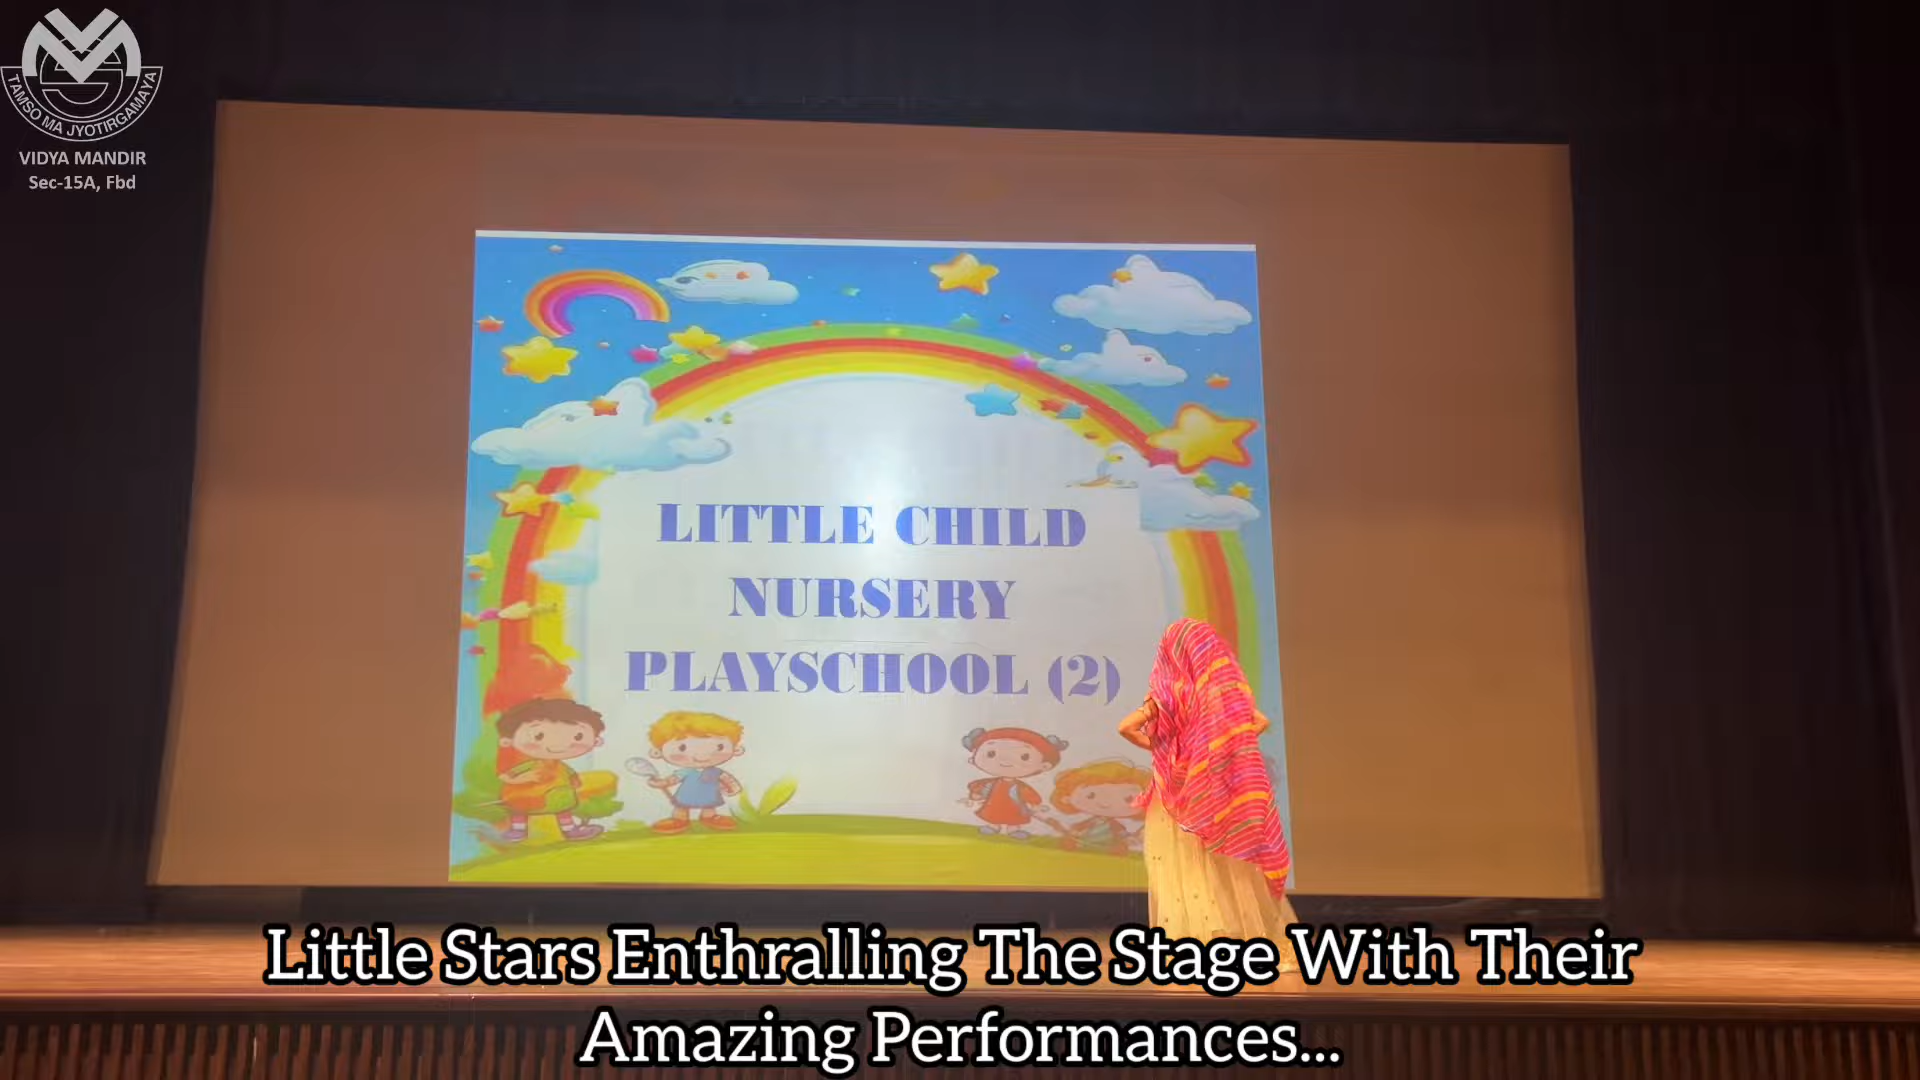 TAMSO MA JYOTIRGAMAYA
VIDYA MANDIR
Sec-15A, Fbd
LITTLE CHILD
NURSERY
PLAYSCHOOL (2)
Little Stars Enthralling The Stage With Their
Amazing Performances...